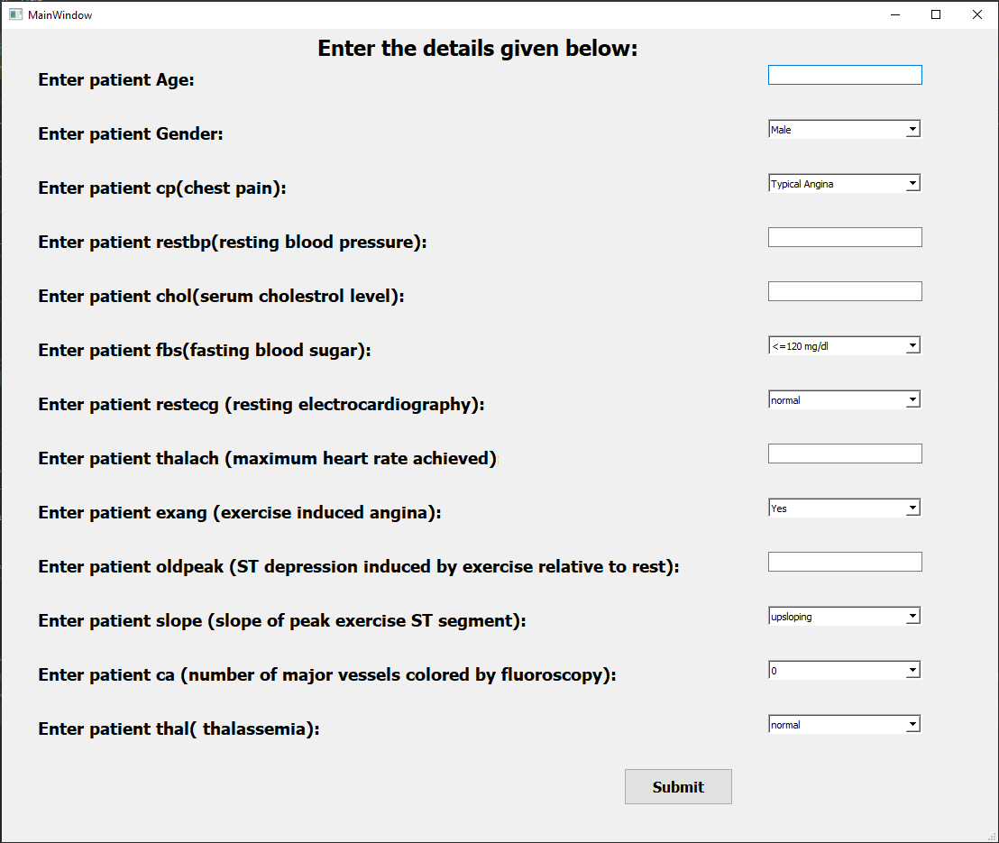 MainWindow
Enter the details given below:
Enter patient Age:
Enter patient Gender:
Male
Enter patient cp(chest pain):
Typical Angina
Enter patient restbp(resting blood pressure):
Enter patient chol(serum cholestrol level):
Enter patient fbs(fasting blood sugar):
<=120 mg/dl
Enter patient restecg (resting electrocardiography):
normal
Enter patient thalach (maximum heart rate achieved):
Enter patient exang (exercise induced angina):
Yes
Enter patient oldpeak (ST depression induced by exercise relative to rest):
Enter patient slope (slope of peak exercise ST segment):
upsloping
Enter patient ca (number of major vessels colored by fluoroscopy):
0
Enter patient thal( thalassemia):
normal
Submit